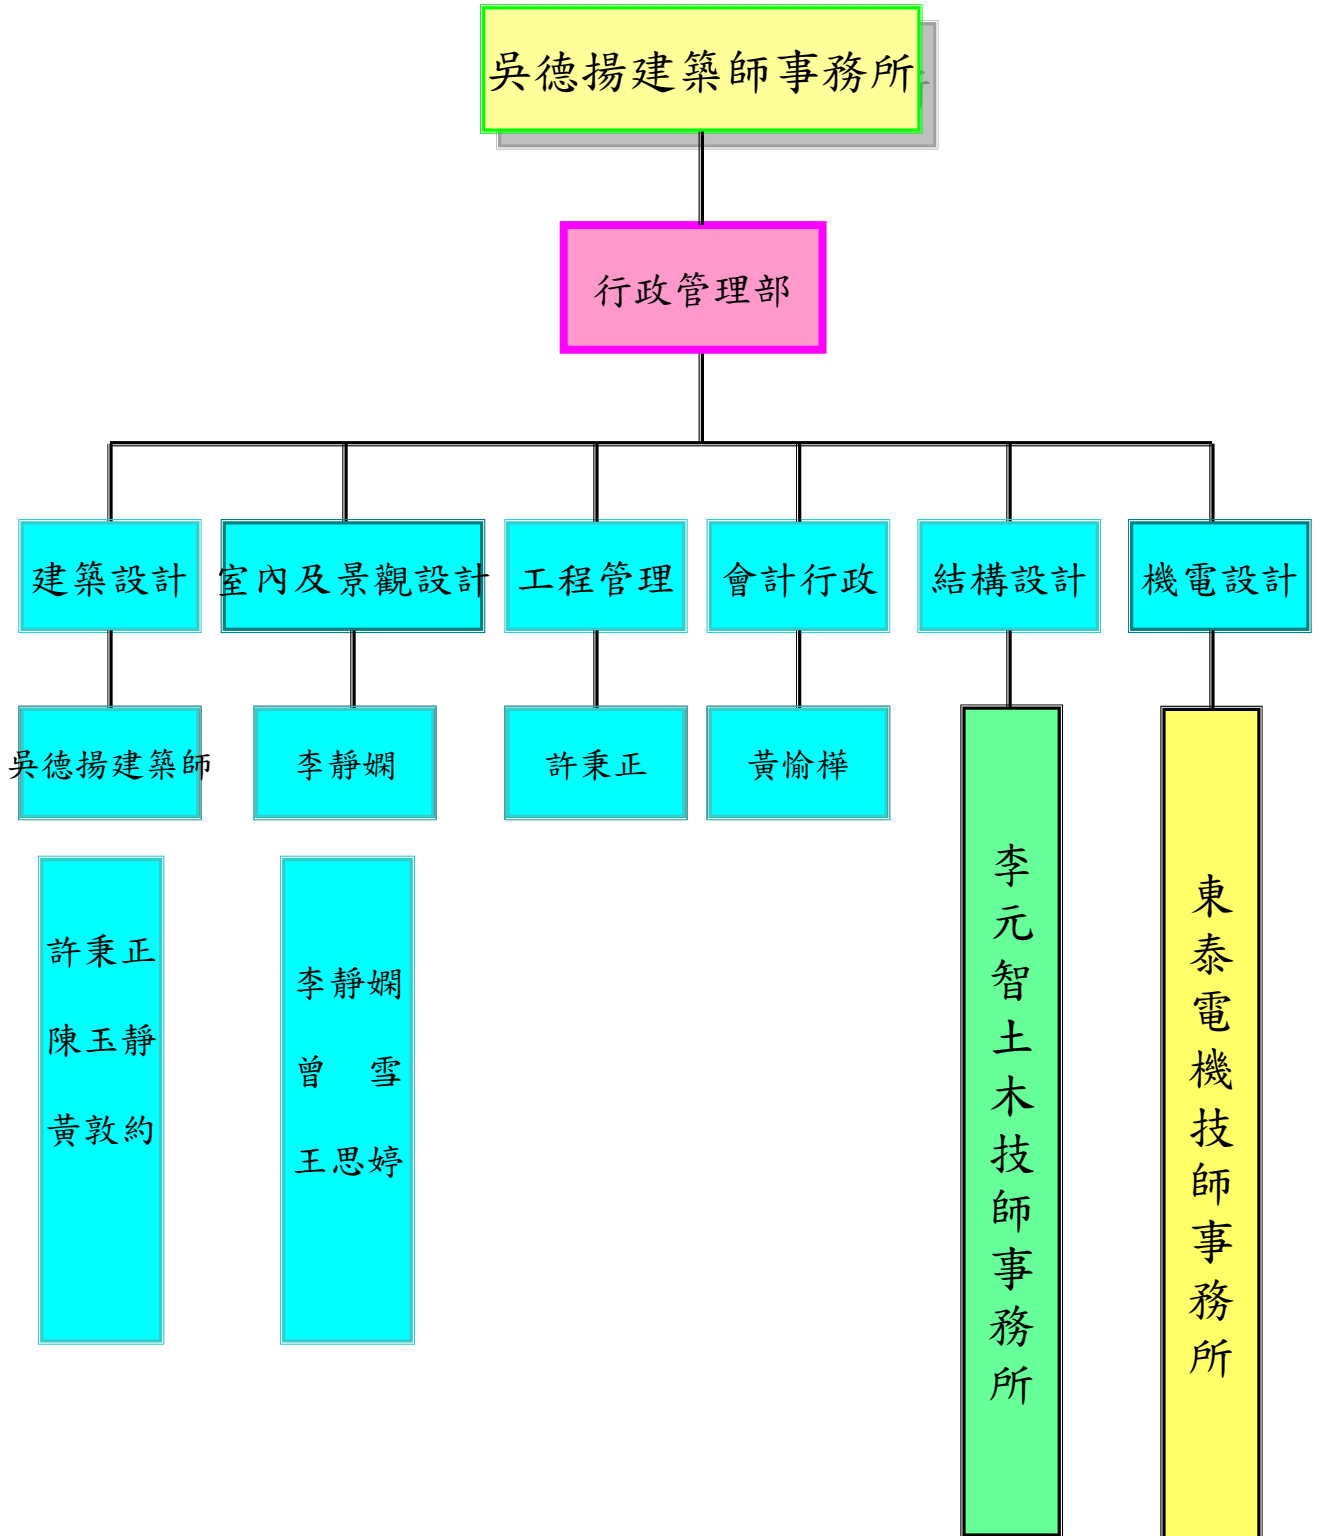 吳德揚建築師事務所
行政管理部
建築設計
室內及景觀設計
工程管理
會計行政
結構設計
機電設計
吳德揚建築師
李靜嫻
許秉正
黃愉樺
許秉正
陳玉靜
黃敦約
李靜嫻
曾　雪
王思婷
李元智土木技師事務所
東泰電機技師事務所